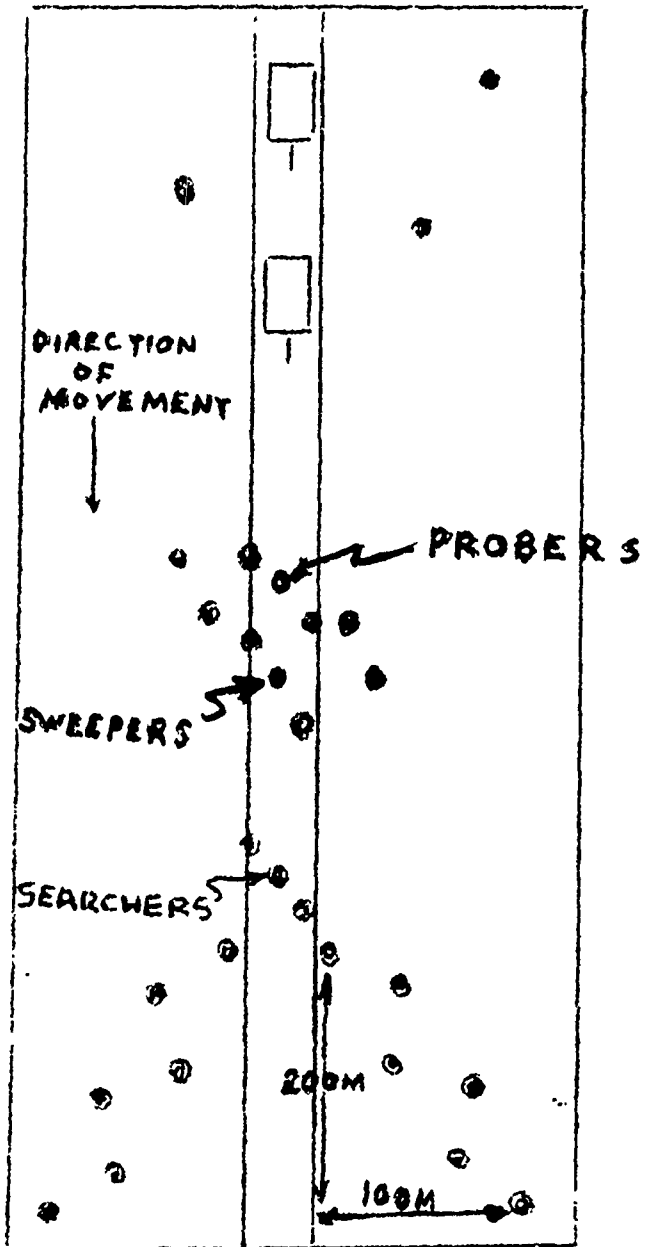 DIRECTION
OF
MOVEMENT
PROBERS
SWEEPERS
SEARCHERS
200M
100M